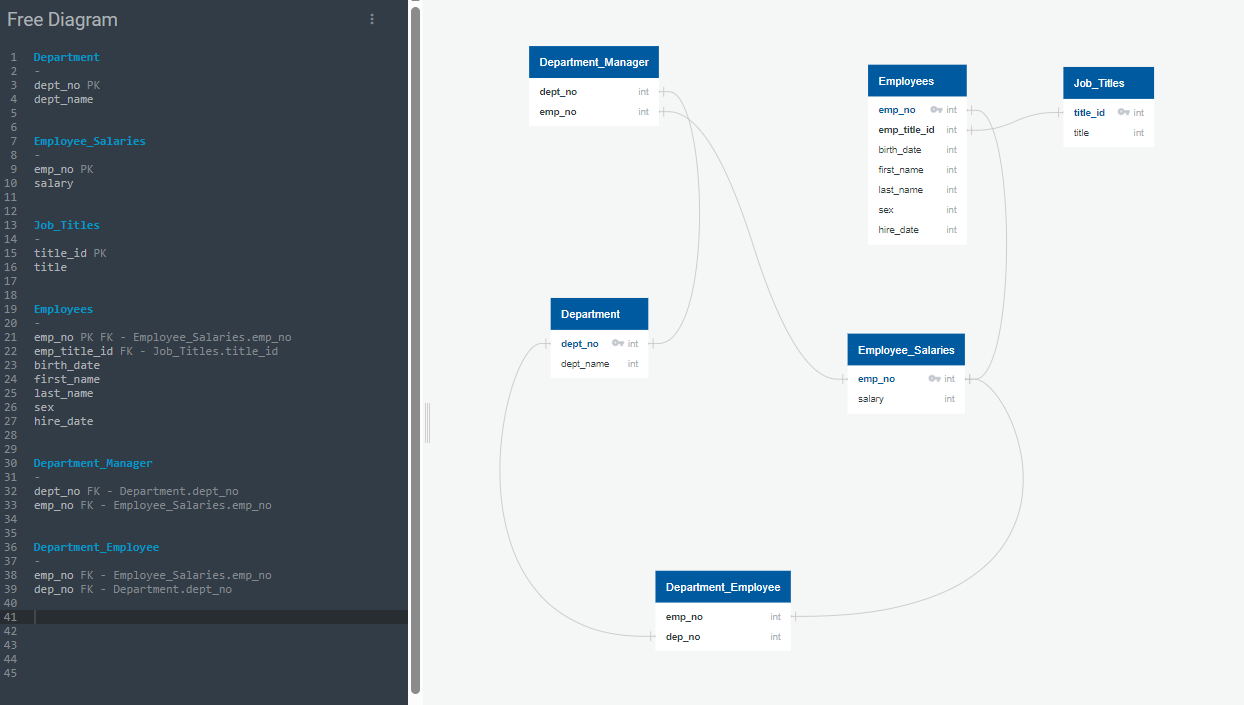 Free Diagram
1 Department
2 -
3 dept_no PK
4 dept_name
5
6
7 Employee_Salaries
8 -
9 emp_no PK
10 salary
11
12
13 Job_Titles
14 -
15 title_id PK
16 title
17
18
19 Employees
20 -
21 emp_no PK FK - Employee_Salaries.emp_no
22 emp_title_id FK - Job_Titles.title_id
23 birth_date
24 first_name
25 last_name
26 sex
27 hire_date
28
29
30 Department_Manager
31 -
32 dept_no FK - Department.dept_no
33 emp_no FK - Employee_Salaries.emp_no
34
35
36 Department_Employee
37 -
38 emp_no FK - Employee_Salaries.emp_no
39 dep_no FK - Department.dept_no
40
41
42
43
44
45
Department_Manager
dept_no int
emp_no int
Employees
emp_no int
emp_title_id int
birth_date int
first_name int
last_name int
sex int
hire_date int
Job_Titles
title_id int
title int
Department
dept_no int
dept_name int
Employee_Salaries
emp_no int
salary int
Department_Employee
emp_no int
dep_no int